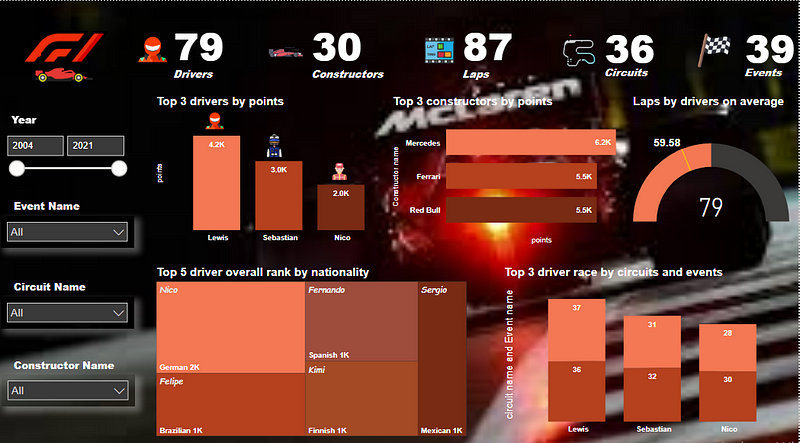 F1
79
Drivers
30
Constructors
LAP
87
Laps
36
Circuits
39
Events
McLaren
Year
2004 2021
Event Name
All
Circuit Name
All
Constructor Name
All
Top 3 drivers by points
points
4.2K
3.0K
2.0K
Lewis Sebastian Nico
Top 3 constructors by points
Constructor name
Mercedes 6.2K
Ferrari 5.5K
Red Bull 5.5K
points
Laps by drivers on average
59.58
79
Top 5 driver overall rank by nationality
Nico
German 2K
Felipe
Brazilian 1K
Fernando
Spanish 1K
Kimi
Finnish 1K
Sergio
Mexican 1K
Top 3 driver race by circuits and events
circuit name and Event name
37 31 28
36 32 30
Lewis Sebastian Nico